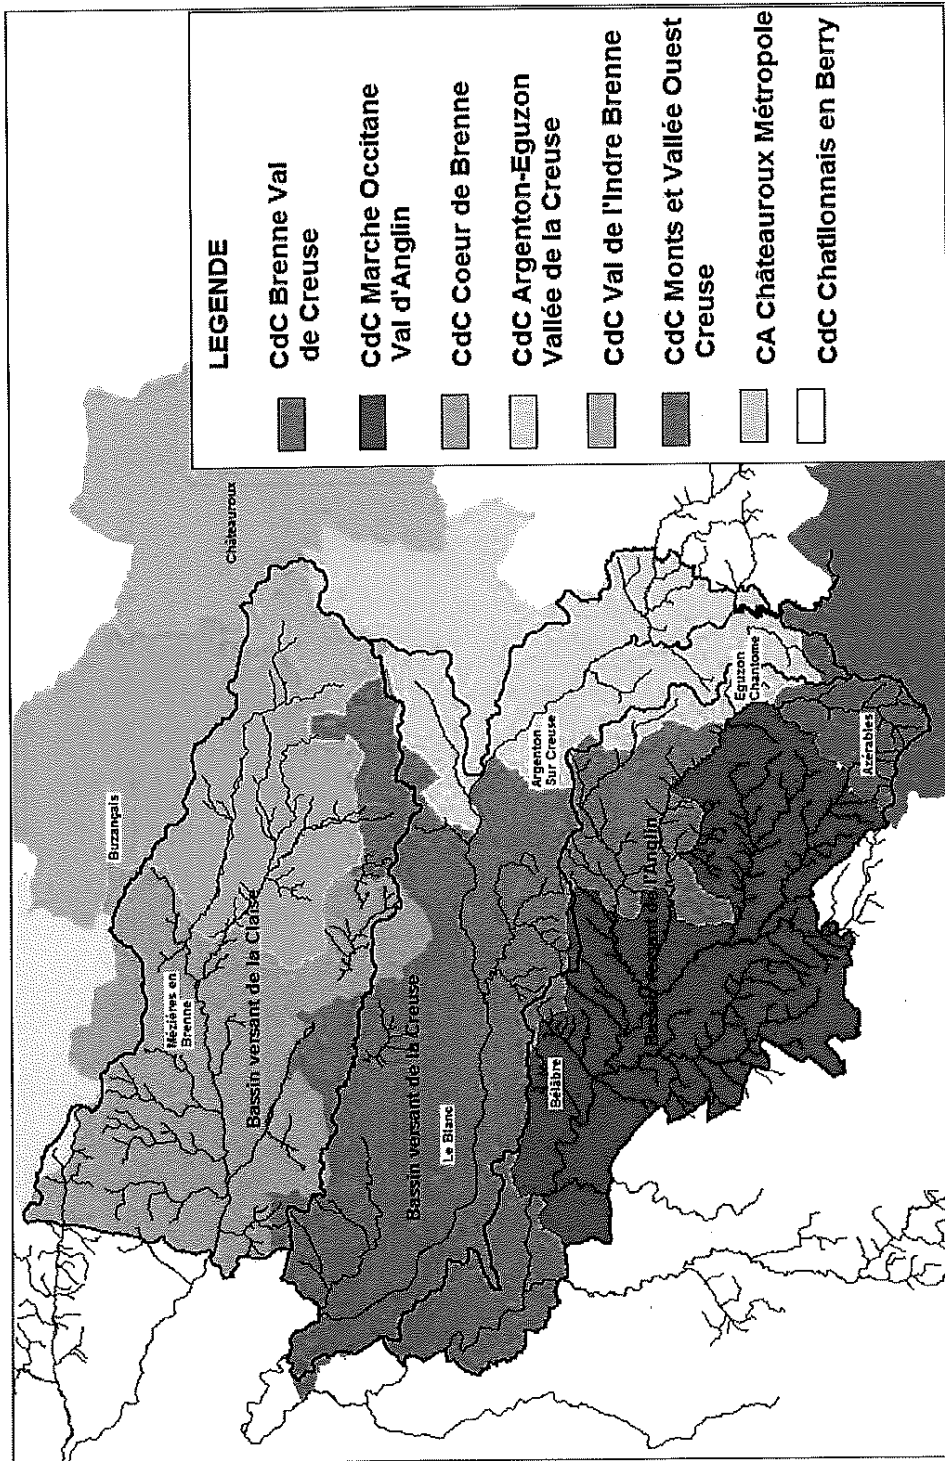 LEGENDE
CdC Brenne Val
de Creuse
CdC Marche Occitane
Val d'Anglin
CdC Coeur de Brenne
CdC Argenton-Eguzon
Vallée de la Creuse
CdC Val de l'Indre Brenne
CdC Monts et Vallée Ouest
Creuse
CA Châteauroux Métropole
CdC Chatillonnais en Berry
Châteauroux
Buzançais
Mézières en
Brenne
Bassin versant de la Claise
Bassin versant de la Creuse
Le Blanc
Argenton
Sur Creuse
Eguzon
Chantome
Bélâbre
Bassin versant de l'Anglin
Azérables